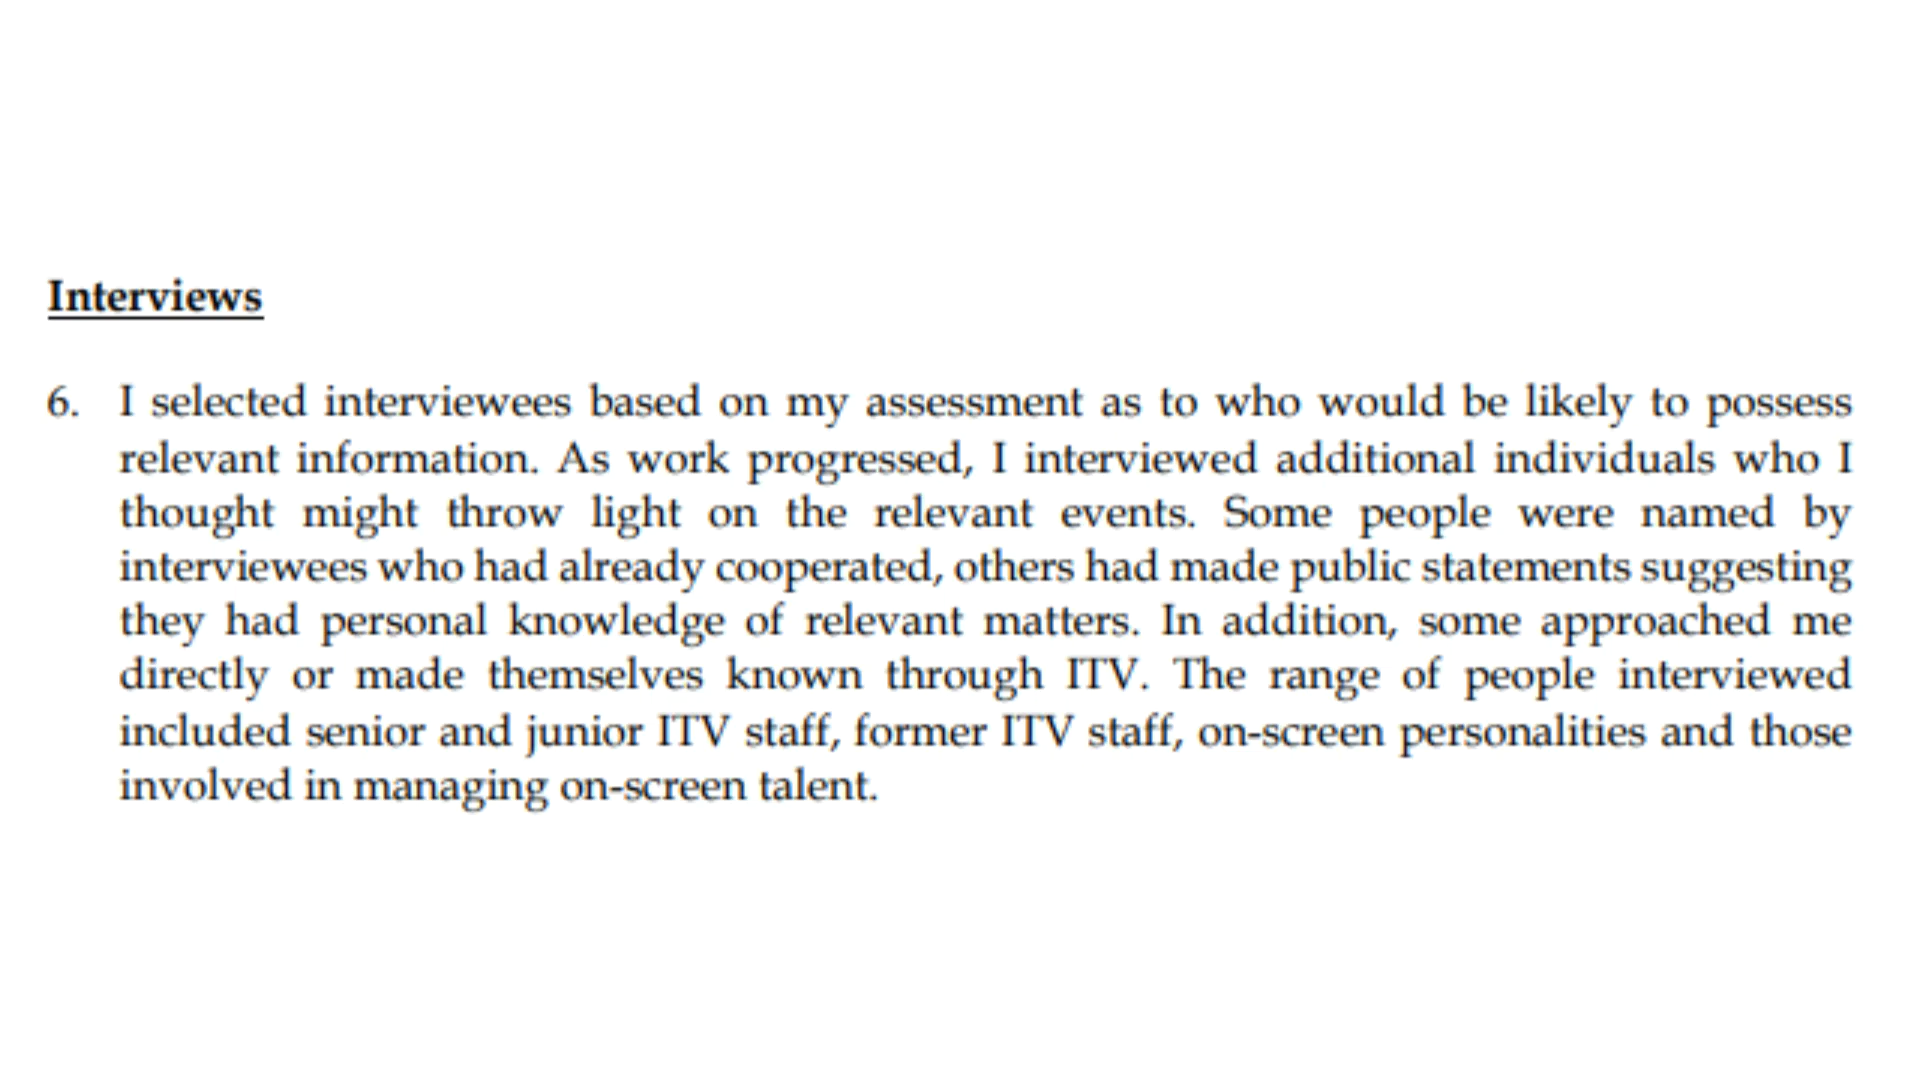 Interviews
6. I selected interviewees based on my assessment as to who would be likely to possess
relevant information. As work progressed, I interviewed additional individuals who I
thought might throw light on the relevant events. Some people were named by
interviewees who had already cooperated, others had made public statements suggesting
they had personal knowledge of relevant matters. In addition, some approached me
directly or made themselves known through ITV. The range of people interviewed
included senior and junior ITV staff, former ITV staff, on-screen personalities and those
involved in managing on-screen talent.